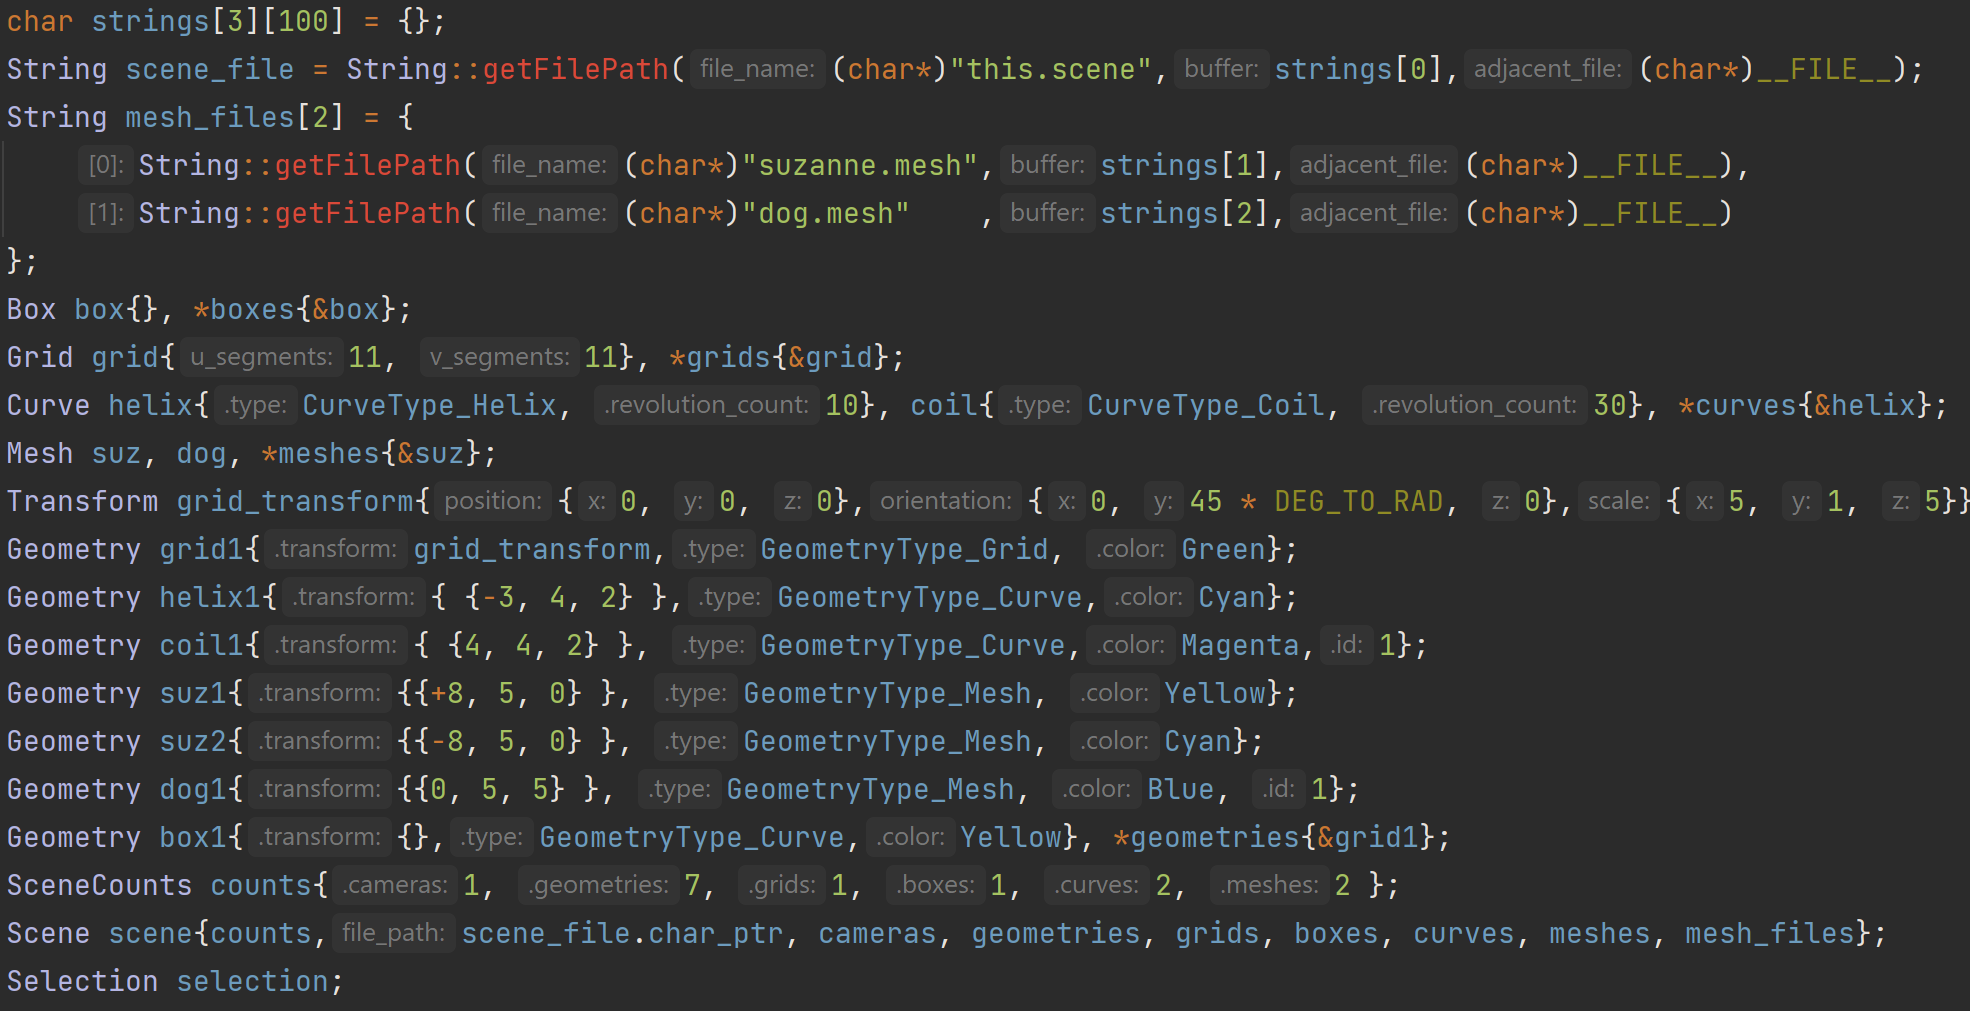 char strings[3][100] = {};
String scene_file = String::getFilePath( file_name: (char*)"this.scene", buffer: strings[0], adjacent_file: (char*)__FILE__);
String mesh_files[2] = {
[0]: String::getFilePath( file_name: (char*)"suzanne.mesh", buffer: strings[1], adjacent_file: (char*)__FILE__),
[1]: String::getFilePath( file_name: (char*)"dog.mesh"    , buffer: strings[2], adjacent_file: (char*)__FILE__)
};
Box box{}, *boxes{&box};
Grid grid{ u_segments: 11, v_segments: 11}, *grids{&grid};
Curve helix{ .type: CurveType_Helix, .revolution_count: 10}, coil{ .type: CurveType_Coil, .revolution_count: 30}, *curves{&helix};
Mesh suz, dog, *meshes{&suz};
Transform grid_transform{ position: { x: 0, y: 0, z: 0}, orientation: { x: 0, y: 45 * DEG_TO_RAD, z: 0}, scale: { x: 5, y: 1, z: 5}}
Geometry grid1{ .transform: grid_transform, .type: GeometryType_Grid, .color: Green};
Geometry helix1{ .transform: { {-3, 4, 2} }, .type: GeometryType_Curve, .color: Cyan};
Geometry coil1{ .transform: { {4, 4, 2} }, .type: GeometryType_Curve, .color: Magenta, .id: 1};
Geometry suz1{ .transform: {{+8, 5, 0} }, .type: GeometryType_Mesh, .color: Yellow};
Geometry suz2{ .transform: {{-8, 5, 0} }, .type: GeometryType_Mesh, .color: Cyan};
Geometry dog1{ .transform: {{0, 5, 5} }, .type: GeometryType_Mesh, .color: Blue, .id: 1};
Geometry box1{ .transform: {}, .type: GeometryType_Curve, .color: Yellow}, *geometries{&grid1};
SceneCounts counts{ .cameras: 1, .geometries: 7, .grids: 1, .boxes: 1, .curves: 2, .meshes: 2 };
Scene scene{counts, file_path: scene_file.char_ptr, cameras, geometries, grids, boxes, curves, meshes, mesh_files};
Selection selection;